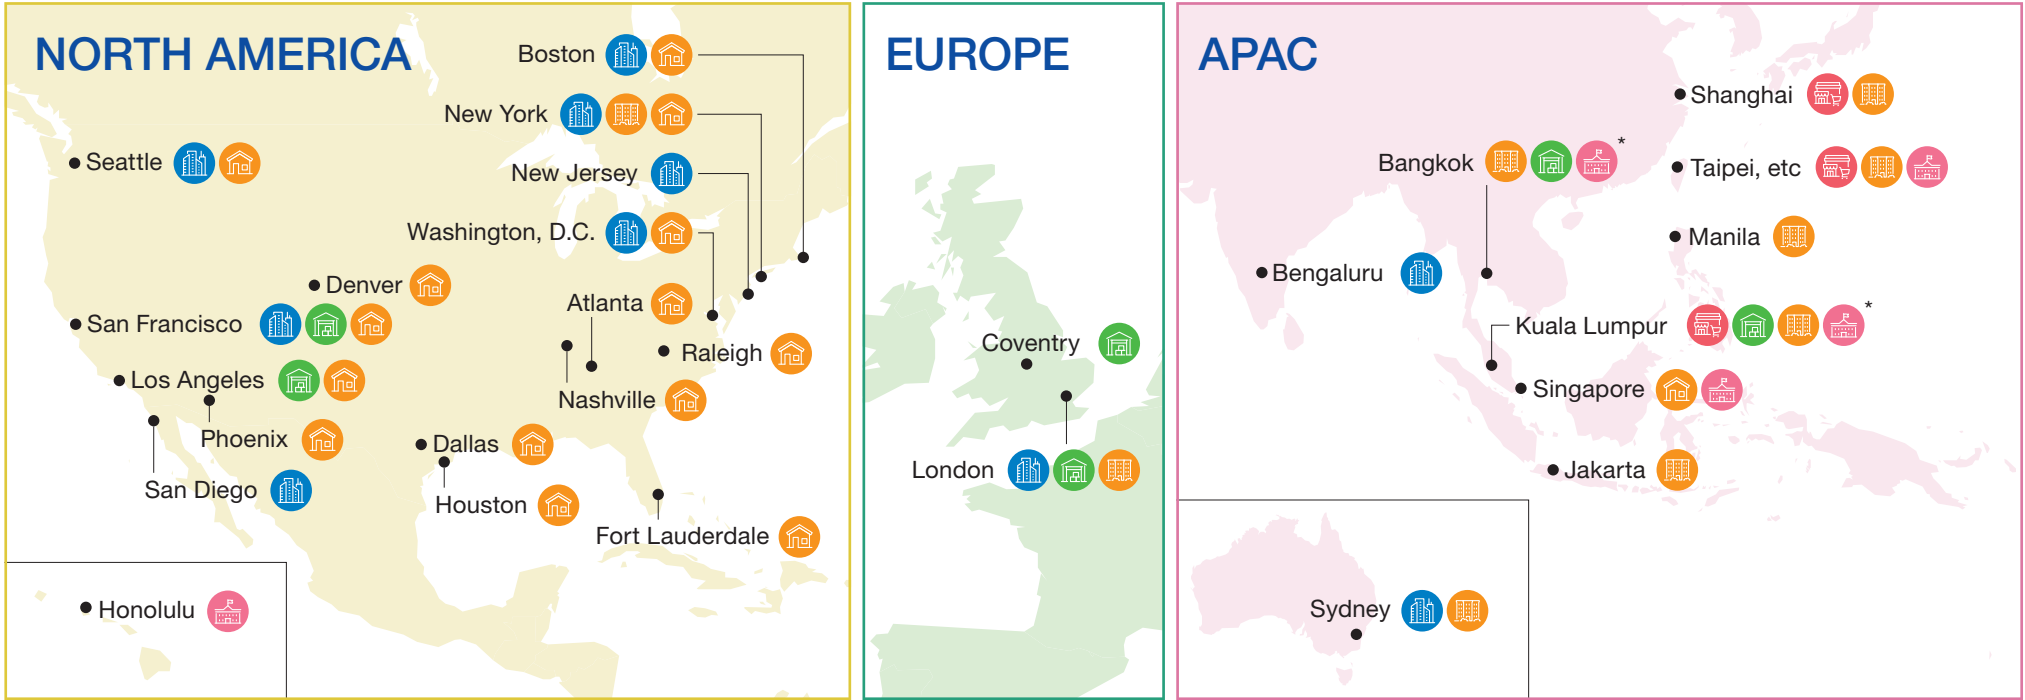 NORTH AMERICA
Boston
New York
Seattle
New Jersey
Washington, D.C.
Denver
Atlanta
San Francisco
Raleigh
Los Angeles
Nashville
Phoenix
Dallas
San Diego
Houston
Fort Lauderdale
Honolulu
EUROPE
Coventry
London
APAC
Shanghai
Bangkok *
Taipei, etc
Manila
Bengaluru
Kuala Lumpur *
Singapore
Jakarta
Sydney